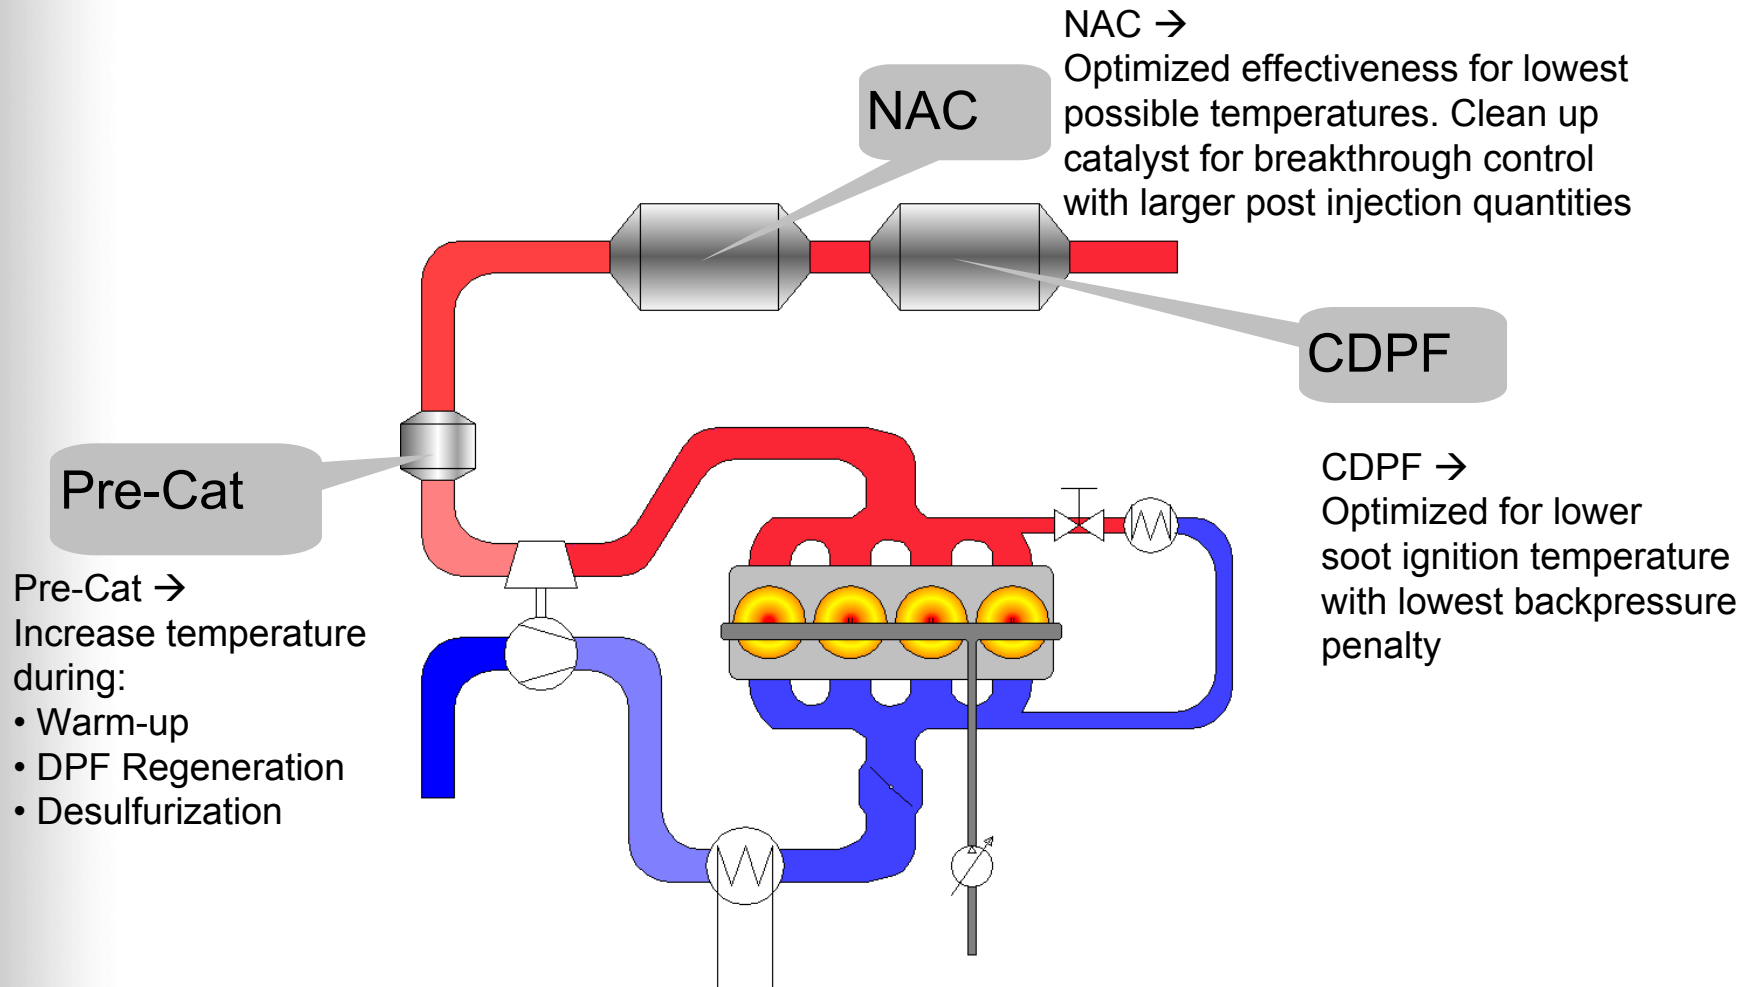 NAC →
Optimized effectiveness for lowest
possible temperatures. Clean up
catalyst for breakthrough control
with larger post injection quantities
NAC
CDPF
CDPF →
Optimized for lower
soot ignition temperature
with lowest backpressure
penalty
Pre-Cat
Pre-Cat →
Increase temperature
during:
• Warm-up
• DPF Regeneration
• Desulfurization